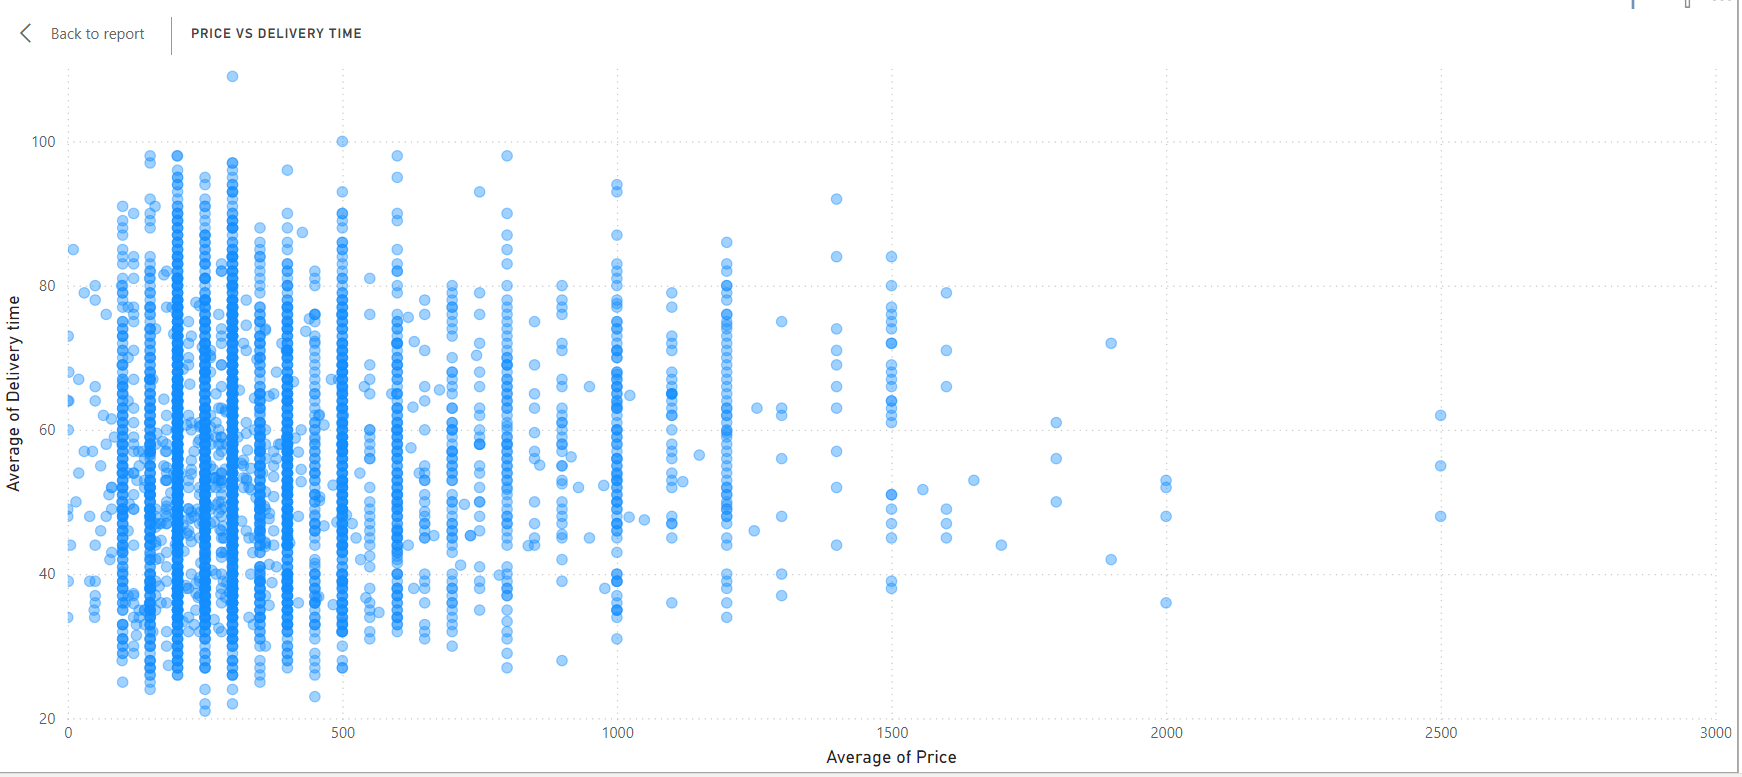 Back to report
PRICE VS DELIVERY TIME
Average of Delivery time
100
80
60
40
20
0 500 1000 1500 2000 2500 3000
Average of Price